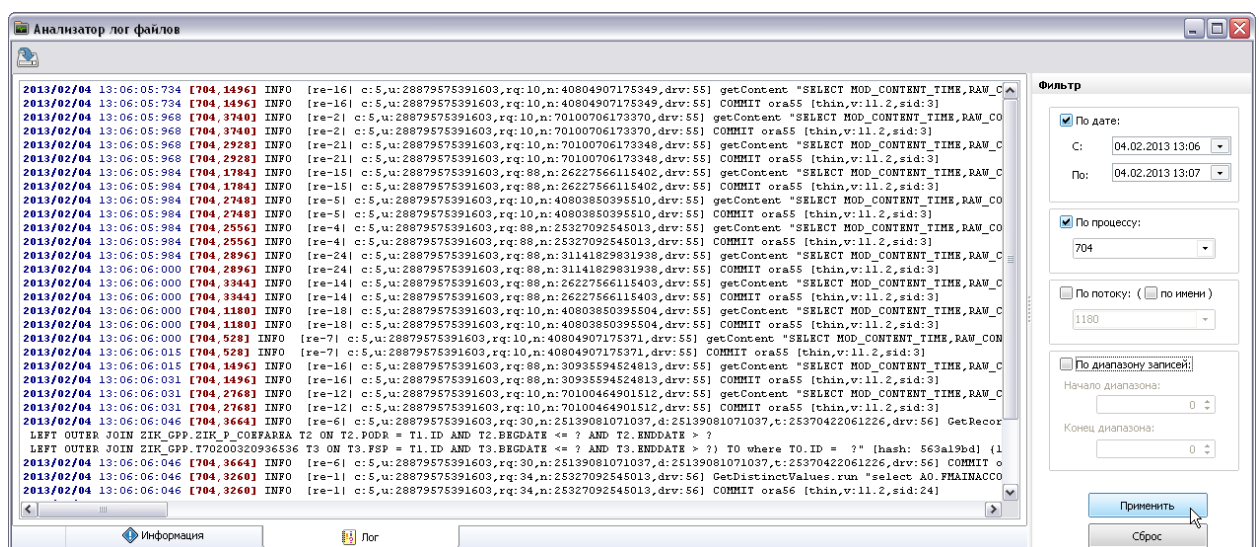 Анализатор лог файлов
2013/02/04 13:06:05:734 [704,1496] INFO [re-16| c:5,u:28879575391603,rq:10,n:40804907175349,drv:55] getContent "SELECT MOD_CONTENT_TIME,RAW_C
2013/02/04 13:06:05:734 [704,1496] INFO [re-16| c:5,u:28879575391603,rq:10,n:40804907175349,drv:55] COMMIT ora55 [thin,v:11.2,sid:3]
2013/02/04 13:06:05:968 [704,3740] INFO [re-2| c:5,u:28879575391603,rq:10,n:70100706173370,drv:55] getContent "SELECT MOD_CONTENT_TIME,RAW_CO
2013/02/04 13:06:05:968 [704,3740] INFO [re-2| c:5,u:28879575391603,rq:10,n:70100706173370,drv:55] COMMIT ora55 [thin,v:11.2,sid:3]
2013/02/04 13:06:05:968 [704,2928] INFO [re-21| c:5,u:28879575391603,rq:10,n:70100706173348,drv:55] getContent "SELECT MOD_CONTENT_TIME,RAW_C
2013/02/04 13:06:05:968 [704,2928] INFO [re-21| c:5,u:28879575391603,rq:10,n:70100706173348,drv:55] COMMIT ora55 [thin,v:11.2,sid:3]
2013/02/04 13:06:05:984 [704,1784] INFO [re-15| c:5,u:28879575391603,rq:88,n:26227566115402,drv:55] getContent "SELECT MOD_CONTENT_TIME,RAW_C
2013/02/04 13:06:05:984 [704,1784] INFO [re-15| c:5,u:28879575391603,rq:88,n:26227566115402,drv:55] COMMIT ora55 [thin,v:11.2,sid:3]
2013/02/04 13:06:05:984 [704,2748] INFO [re-5| c:5,u:28879575391603,rq:10,n:40803850395510,drv:55] getContent "SELECT MOD_CONTENT_TIME,RAW_CO
2013/02/04 13:06:05:984 [704,2748] INFO [re-5| c:5,u:28879575391603,rq:10,n:40803850395510,drv:55] COMMIT ora55 [thin,v:11.2,sid:3]
2013/02/04 13:06:05:984 [704,2556] INFO [re-4| c:5,u:28879575391603,rq:88,n:25327092545013,drv:55] getContent "SELECT MOD_CONTENT_TIME,RAW_CO
2013/02/04 13:06:05:984 [704,2556] INFO [re-4| c:5,u:28879575391603,rq:88,n:25327092545013,drv:55] COMMIT ora55 [thin,v:11.2,sid:3]
2013/02/04 13:06:05:984 [704,2896] INFO [re-24| c:5,u:28879575391603,rq:88,n:31141829831938,drv:55] getContent "SELECT MOD_CONTENT_TIME,RAW_C
2013/02/04 13:06:06:000 [704,2896] INFO [re-24| c:5,u:28879575391603,rq:88,n:31141829831938,drv:55] COMMIT ora55 [thin,v:11.2,sid:3]
2013/02/04 13:06:06:000 [704,3344] INFO [re-14| c:5,u:28879575391603,rq:88,n:26227566115403,drv:55] getContent "SELECT MOD_CONTENT_TIME,RAW_C
2013/02/04 13:06:06:000 [704,3344] INFO [re-14| c:5,u:28879575391603,rq:88,n:26227566115403,drv:55] COMMIT ora55 [thin,v:11.2,sid:3]
2013/02/04 13:06:06:000 [704,1180] INFO [re-18| c:5,u:28879575391603,rq:10,n:40803850395504,drv:55] getContent "SELECT MOD_CONTENT_TIME,RAW_C
2013/02/04 13:06:06:000 [704,1180] INFO [re-18| c:5,u:28879575391603,rq:10,n:40803850395504,drv:55] COMMIT ora55 [thin,v:11.2,sid:3]
2013/02/04 13:06:06:000 [704,528] INFO [re-7| c:5,u:28879575391603,rq:10,n:40804907175371,drv:55] getContent "SELECT MOD_CONTENT_TIME,RAW_CON
2013/02/04 13:06:06:015 [704,528] INFO [re-7| c:5,u:28879575391603,rq:10,n:40804907175371,drv:55] COMMIT ora55 [thin,v:11.2,sid:3]
2013/02/04 13:06:06:015 [704,1496] INFO [re-16| c:5,u:28879575391603,rq:88,n:30935594524813,drv:55] getContent "SELECT MOD_CONTENT_TIME,RAW_C
2013/02/04 13:06:06:031 [704,1496] INFO [re-16| c:5,u:28879575391603,rq:88,n:30935594524813,drv:55] COMMIT ora55 [thin,v:11.2,sid:3]
2013/02/04 13:06:06:031 [704,2768] INFO [re-12| c:5,u:28879575391603,rq:10,n:70100464901512,drv:55] getContent "SELECT MOD_CONTENT_TIME,RAW_C
2013/02/04 13:06:06:031 [704,2768] INFO [re-12| c:5,u:28879575391603,rq:10,n:70100464901512,drv:55] COMMIT ora55 [thin,v:11.2,sid:3]
2013/02/04 13:06:06:046 [704,3664] INFO [re-6| c:5,u:28879575391603,rq:30,n:25139081071037,d:25139081071037,t:25370422061226,drv:56] GetRecor
LEFT OUTER JOIN ZIK_GPP.ZIK_P_COEFAREA T2 ON T2.PODR = T1.ID AND T2.BEGDATE <= ? AND T2.ENDDATE > ?
LEFT OUTER JOIN ZIK_GPP.T70200320936536 T3 ON T3.FSP = T1.ID AND T3.BEGDATE <= ? AND T3.ENDDATE > ?) T0 where T0.ID = ?" [hash: 563a19bd] {1
2013/02/04 13:06:06:046 [704,3664] INFO [re-6| c:5,u:28879575391603,rq:30,n:25139081071037,d:25139081071037,t:25370422061226,drv:56] COMMIT o
2013/02/04 13:06:06:046 [704,3260] INFO [re-1| c:5,u:28879575391603,rq:34,n:25327092545013,drv:56] GetDistinctValues.run "select A0.FMAINACCO
2013/02/04 13:06:06:046 [704,3260] INFO [re-1| c:5,u:28879575391603,rq:34,n:25327092545013,drv:56] COMMIT ora56 [thin,v:11.2,sid:24]
Информация
Лог
Фильтр
По дате:
С: 04.02.2013 13:06
По: 04.02.2013 13:07
По процессу:
704
По потоку: ( по имени )
1180
По диапазону записей:
Начало диапазона:
0
Конец диапазона:
0
Применить
Сброс